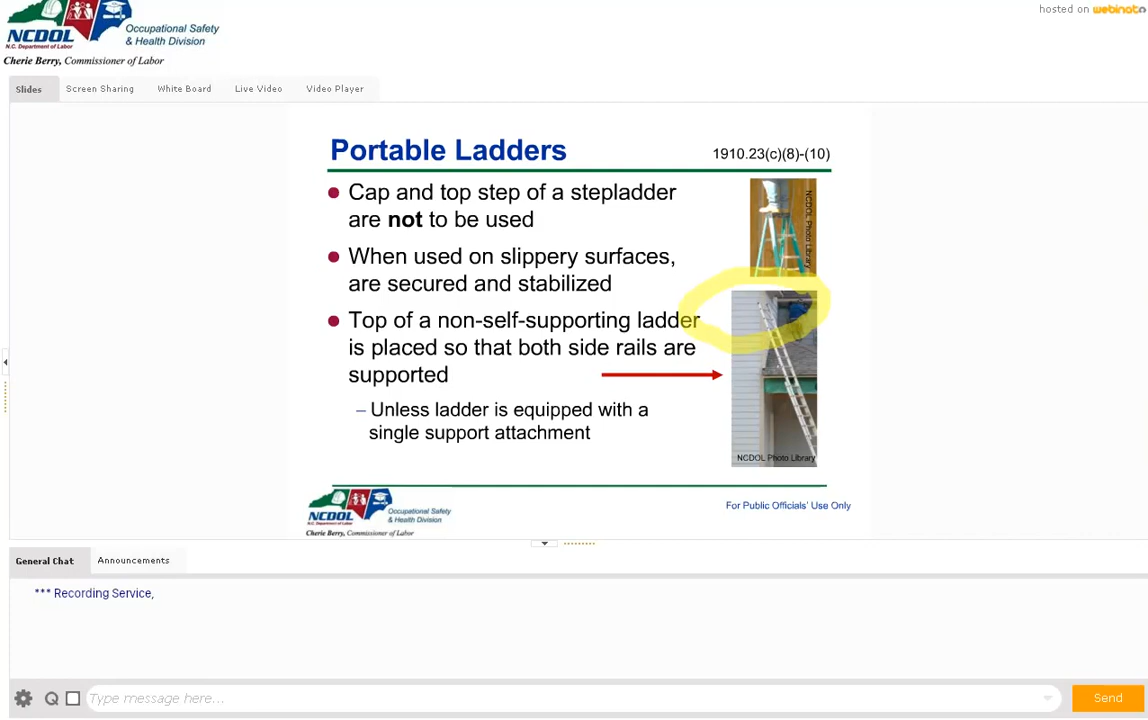 hosted on webinato
NCDOL
N.C. Department of Labor
Occupational Safety
& Health Division
Cherie Berry, Commissioner of Labor
Slides Screen Sharing White Board Live Video Video Player
Portable Ladders
1910.23(c)(8)-(10)
Cap and top step of a stepladder
are not to be used
When used on slippery surfaces,
are secured and stabilized
Top of a non-self-supporting ladder
is placed so that both side rails are
supported
– Unless ladder is equipped with a
single support attachment
NCDOL Photo Library
NCDOL Photo Library
NCDOL
Occupational Safety
& Health Division
Cherie Berry, Commissioner of Labor
For Public Officials' Use Only
General Chat Announcements
*** Recording Service,
Type message here...
Send